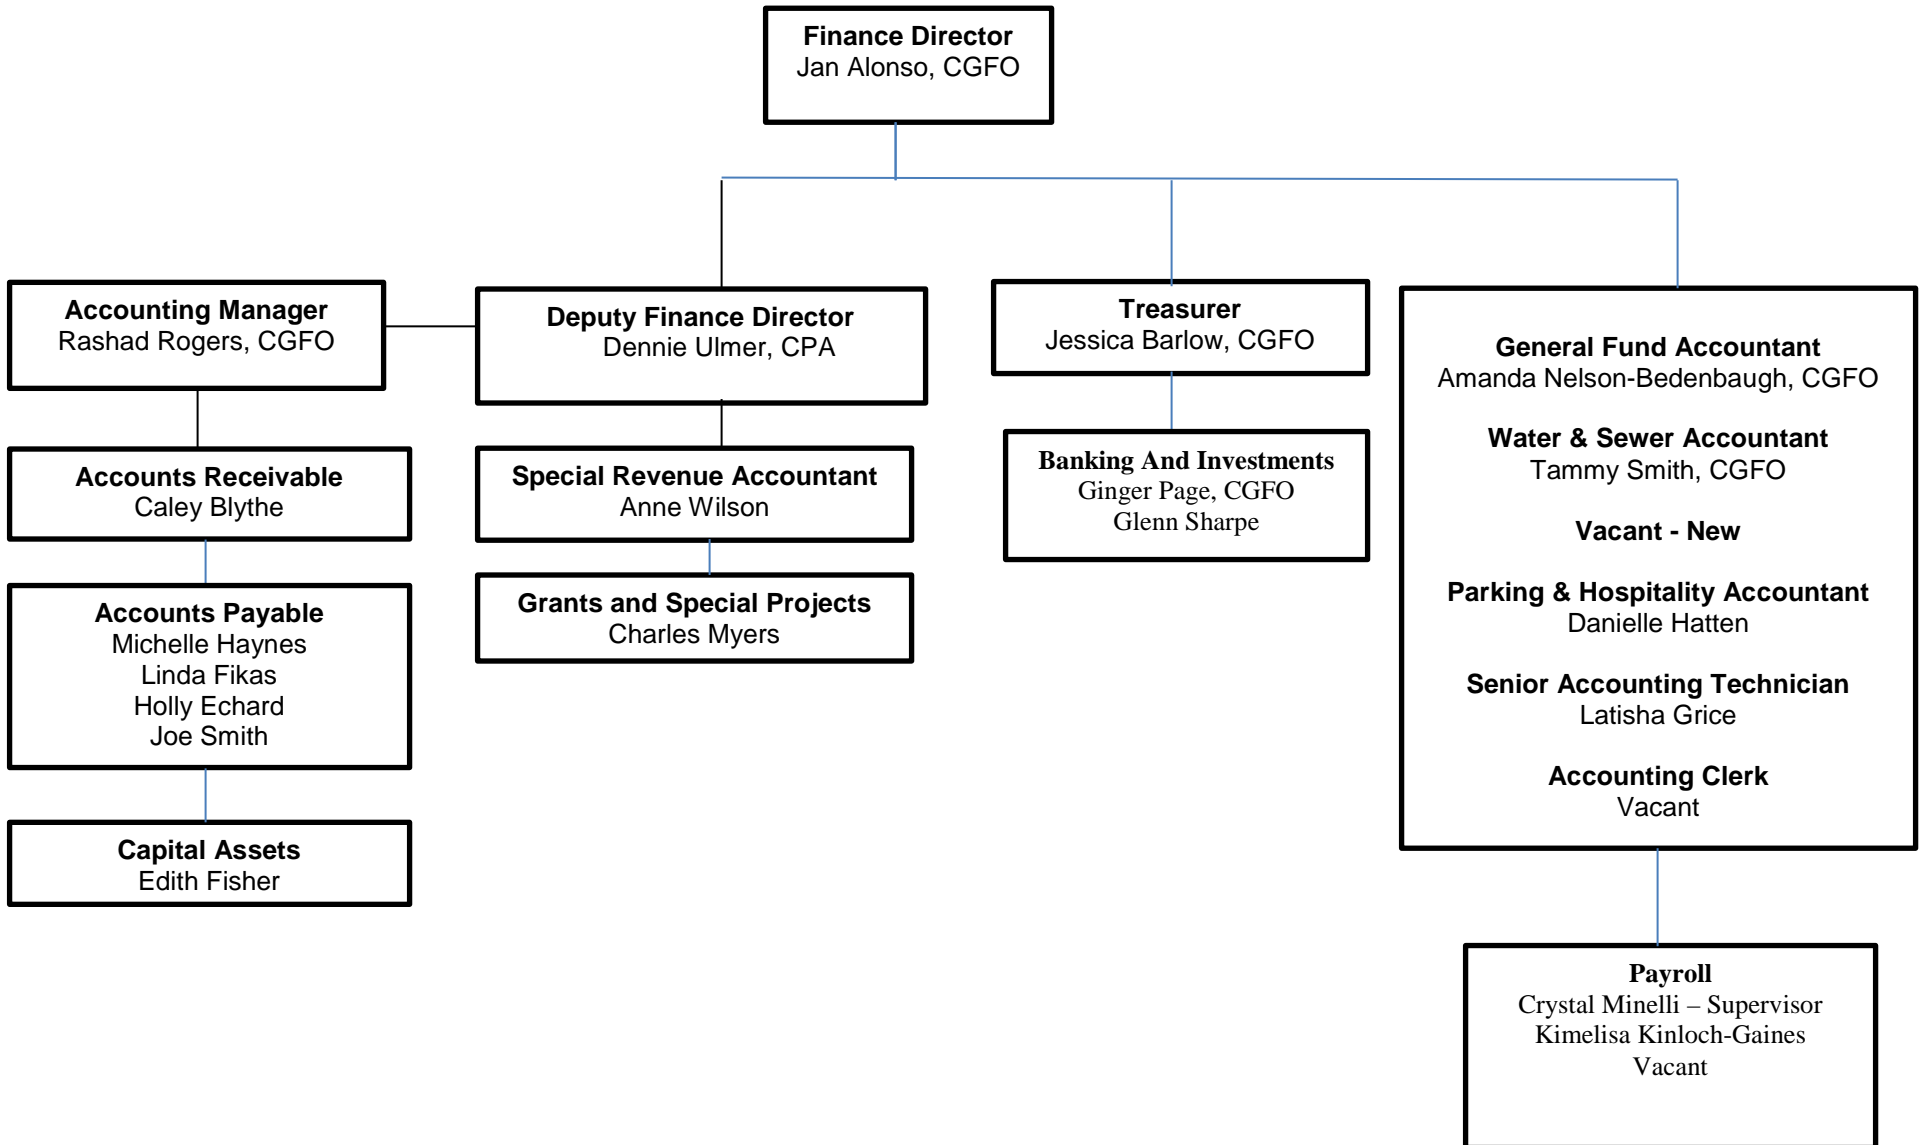 Finance Director
Jan Alonso, CGFO
Accounting Manager
Rashad Rogers, CGFO
Deputy Finance Director
Dennie Ulmer, CPA
Treasurer
Jessica Barlow, CGFO
General Fund Accountant
Amanda Nelson-Bedenbaugh, CGFO
Water & Sewer Accountant
Tammy Smith, CGFO
Vacant - New
Parking & Hospitality Accountant
Danielle Hatten
Senior Accounting Technician
Latisha Grice
Accounting Clerk
Vacant
Accounts Receivable
Caley Blythe
Special Revenue Accountant
Anne Wilson
Banking And Investments
Ginger Page, CGFO
Glenn Sharpe
Accounts Payable
Michelle Haynes
Linda Fikas
Holly Echard
Joe Smith
Grants and Special Projects
Charles Myers
Capital Assets
Edith Fisher
Payroll
Crystal Minelli – Supervisor
Kimelisa Kinloch-Gaines
Vacant